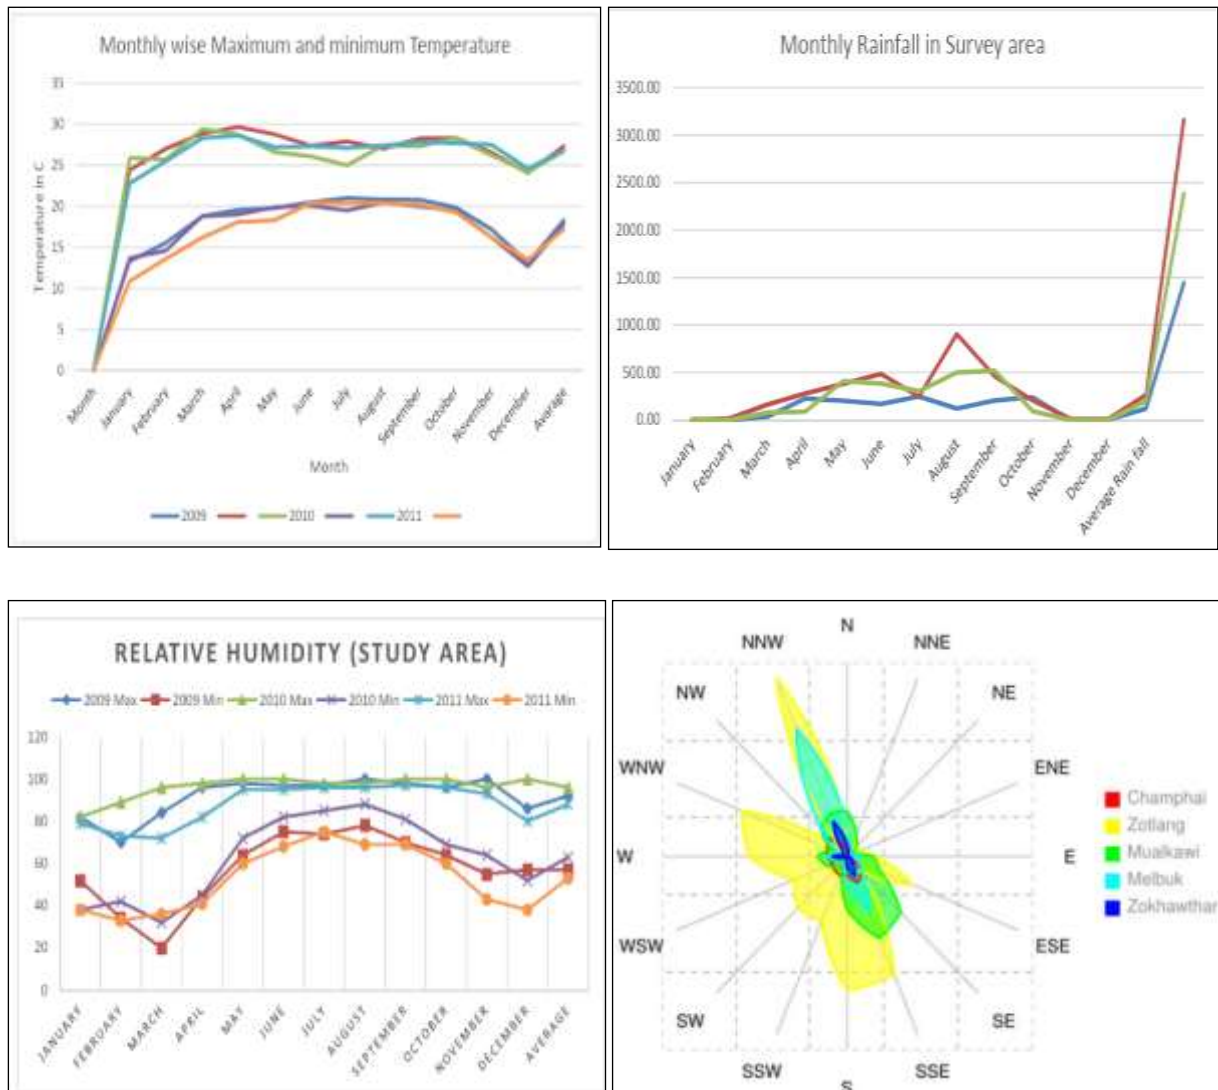 Monthly wise Maximum and minimum Temperature
35
30
25
20
15
10
5
0
Temperature in C
Month
January
February
March
April
May
June
July
August
September
October
November
December
Avarage
Month
2009
2010
2011
Monthly Rainfall in Survey area
3500.00
3000.00
2500.00
2000.00
1500.00
1000.00
500.00
0.00
January
February
March
April
May
June
July
August
September
October
November
December
Average Rain fall
RELATIVE HUMIDITY (STUDY AREA)
2009 Max 2009 Min 2010 Max 2010 Min 2011 Max 2011 Min
120
100
80
60
40
20
0
JANUARY
FEBRUARY
MARCH
APRIL
MAY
JUNE
JULY
AUGUST
SEPTEMBER
OCTOBER
NOVEMBER
DECEMBER
AVERAGE
N
NNW NNE
NW NE
WNW ENE
W E
WSW ESE
SW SE
SSW SSE
S
Champhai
Zotlang
Mualkawi
Melbuk
Zokhawthar